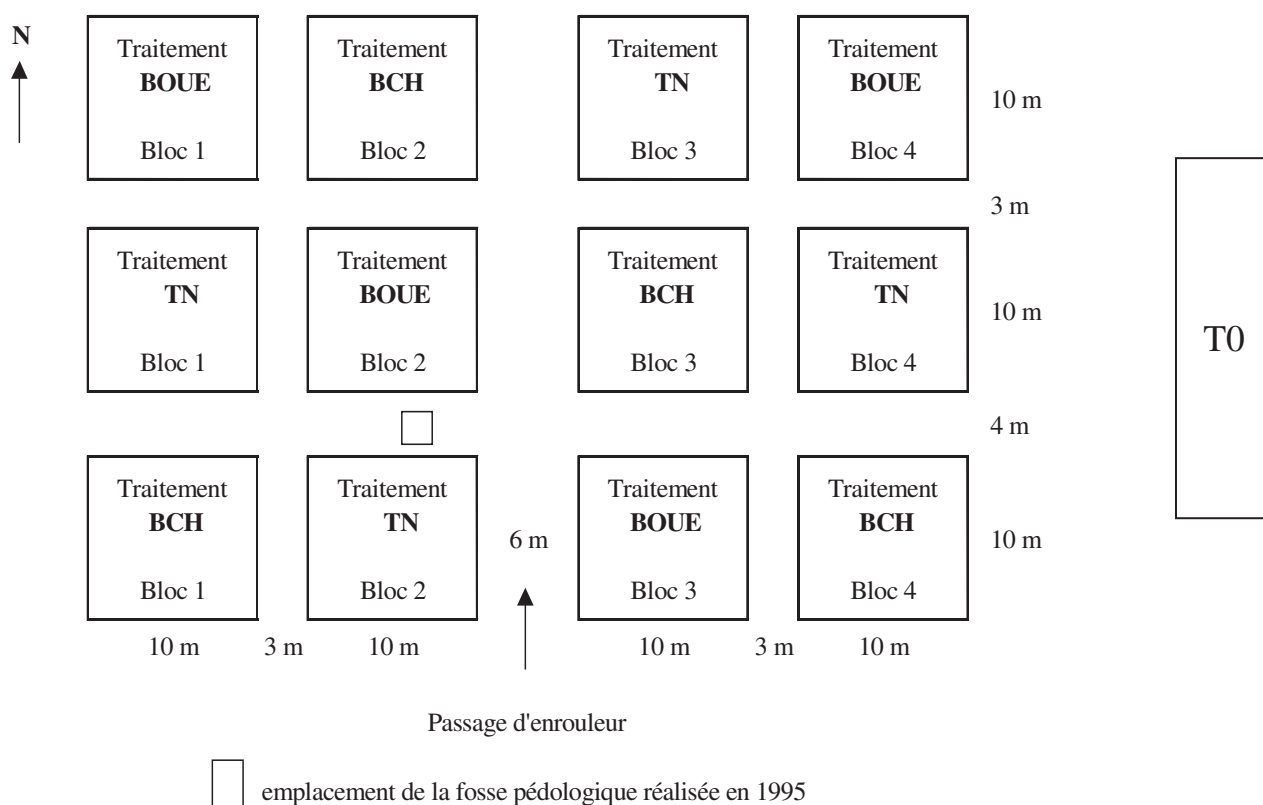 N
Traitement
BOUE
Bloc 1
Traitement
BCH
Bloc 2
Traitement
TN
Bloc 3
Traitement
BOUE
Bloc 4
10 m
3 m
Traitement
TN
Bloc 1
Traitement
BOUE
Bloc 2
Traitement
BCH
Bloc 3
Traitement
TN
Bloc 4
10 m
T0
4 m
Traitement
BCH
Bloc 1
Traitement
TN
Bloc 2
6 m
Traitement
BOUE
Bloc 3
Traitement
BCH
Bloc 4
10 m
10 m 3 m 10 m 10 m 3 m 10 m
Passage d'enrouleur
emplacement de la fosse pédologique réalisée en 1995